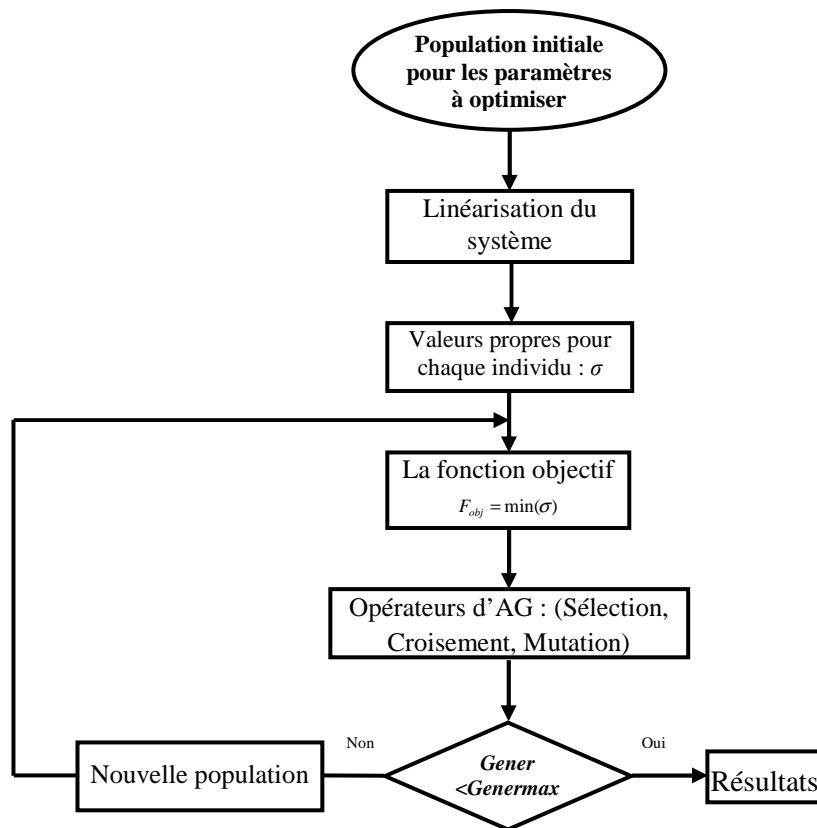 Population initiale
pour les paramètres
à optimiser
Linéarisation du
système
Valeurs propres pour
chaque individu : σ
La fonction objectif
F_obj = min(σ)
Opérateurs d’AG : (Sélection,
Croisement, Mutation)
Non
Oui
Gener
<Genermax
Nouvelle population
Résultats